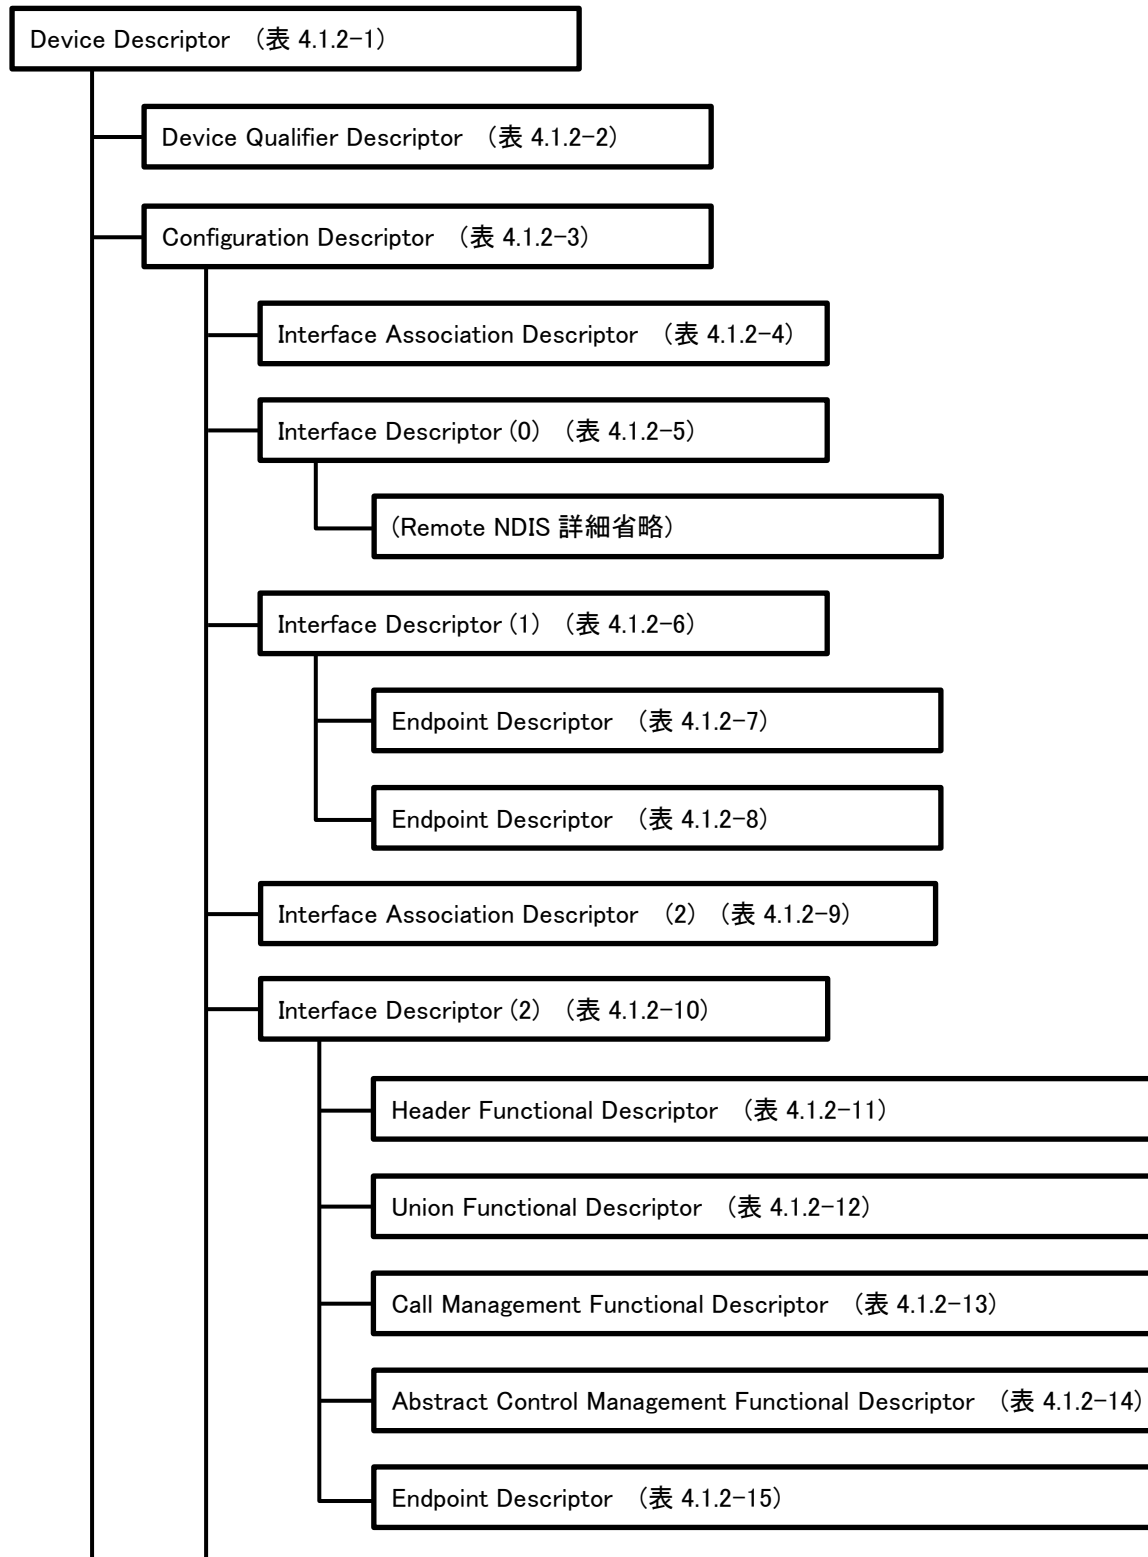 Device Descriptor （表 4.1.2-1）
Device Qualifier Descriptor （表 4.1.2-2）
Configuration Descriptor （表 4.1.2-3）
Interface Association Descriptor （表 4.1.2-4）
Interface Descriptor (0) （表 4.1.2-5）
(Remote NDIS 詳細省略)
Interface Descriptor (1) （表 4.1.2-6）
Endpoint Descriptor （表 4.1.2-7）
Endpoint Descriptor （表 4.1.2-8）
Interface Association Descriptor （2）（表 4.1.2-9）
Interface Descriptor (2) （表 4.1.2-10）
Header Functional Descriptor （表 4.1.2-11）
Union Functional Descriptor （表 4.1.2-12）
Call Management Functional Descriptor （表 4.1.2-13）
Abstract Control Management Functional Descriptor （表 4.1.2-14）
Endpoint Descriptor （表 4.1.2-15）